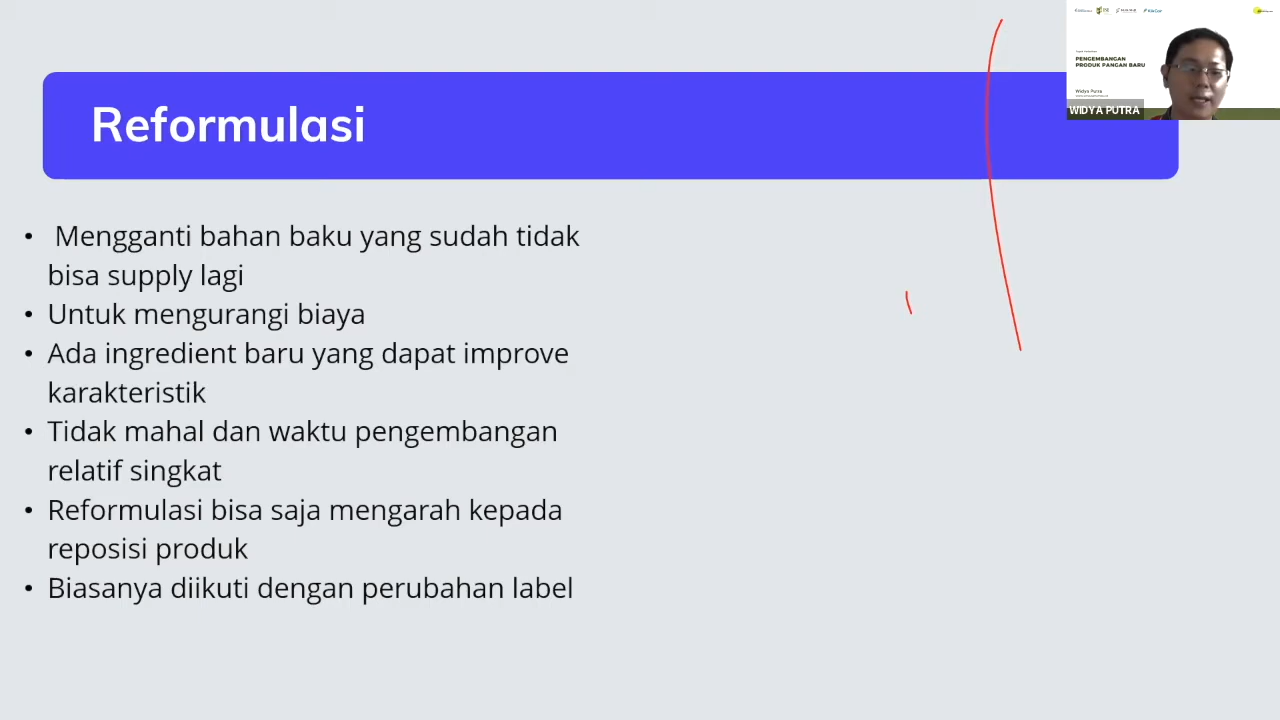 Reformulasi
• Mengganti bahan baku yang sudah tidak
bisa supply lagi
• Untuk mengurangi biaya
• Ada ingredient baru yang dapat improve
karakteristik
• Tidak mahal dan waktu pengembangan
relatif singkat
• Reformulasi bisa saja mengarah kepada
reposisi produk
• Biasanya diikuti dengan perubahan label
PENGEMBANGAN
PRODUK PANGAN BARU
Widya Putra
WIDYA PUTRA